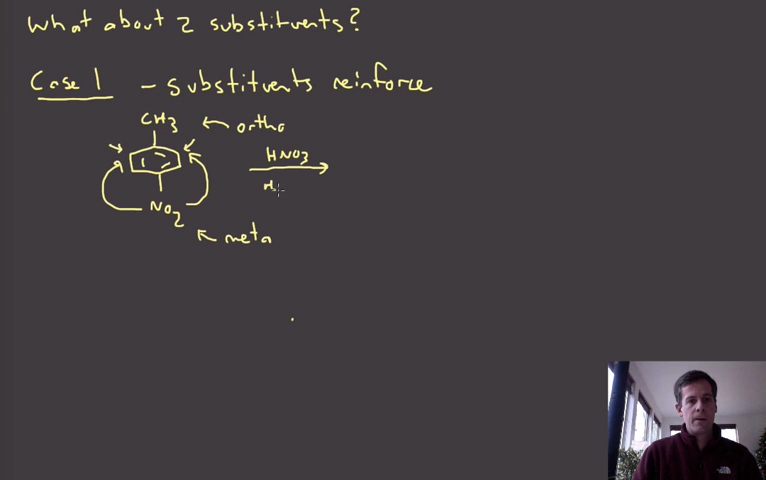 What about 2 substituents?
Case 1 - substituents reinforce
CH3 ← ortho
HNO3
H
NO2
← meta